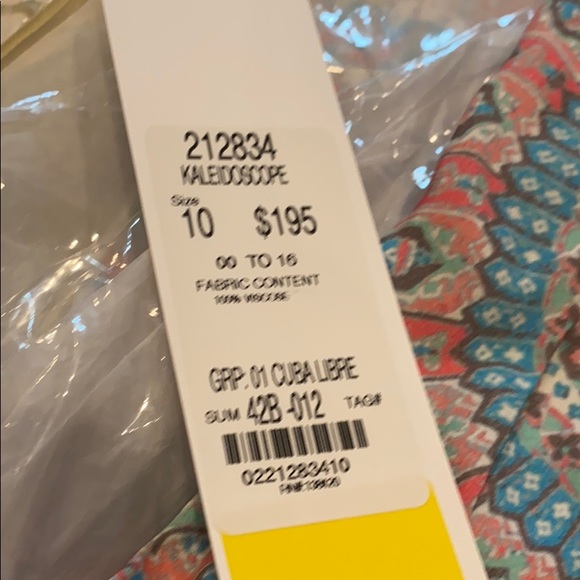 212834
KALEIDOSCOPE
Size
10 $195
00 TO 16
FABRIC CONTENT
100% VISCOSE
GRP: 01 CUBA LIBRE
SUM 42B -012 TAG#
0221283410